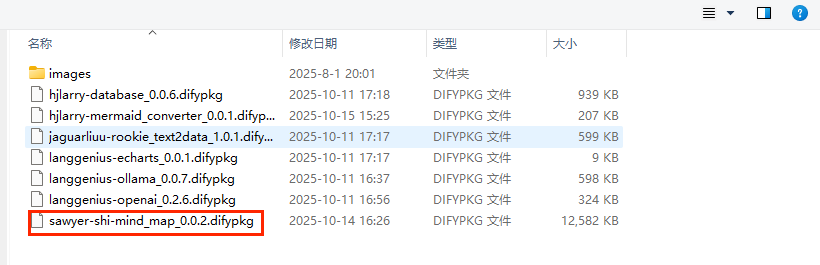 名称 修改日期 类型 大小
images 2025-8-1 20:01 文件夹
hjlarry-database_0.0.6.difypkg 2025-10-11 17:18 DIFYPKG 文件 939 KB
hjlarry-mermaid_converter_0.0.1.difyp... 2025-10-15 15:25 DIFYPKG 文件 207 KB
jaguarliuu-rookie_text2data_1.0.1.dify... 2025-10-11 17:17 DIFYPKG 文件 599 KB
langgenius-echarts_0.0.1.difypkg 2025-10-11 17:17 DIFYPKG 文件 9 KB
langgenius-ollama_0.0.7.difypkg 2025-10-11 16:37 DIFYPKG 文件 598 KB
langgenius-openai_0.2.6.difypkg 2025-10-11 16:56 DIFYPKG 文件 324 KB
sawyer-shi-mind_map_0.0.2.difypkg 2025-10-14 16:26 DIFYPKG 文件 12,582 KB